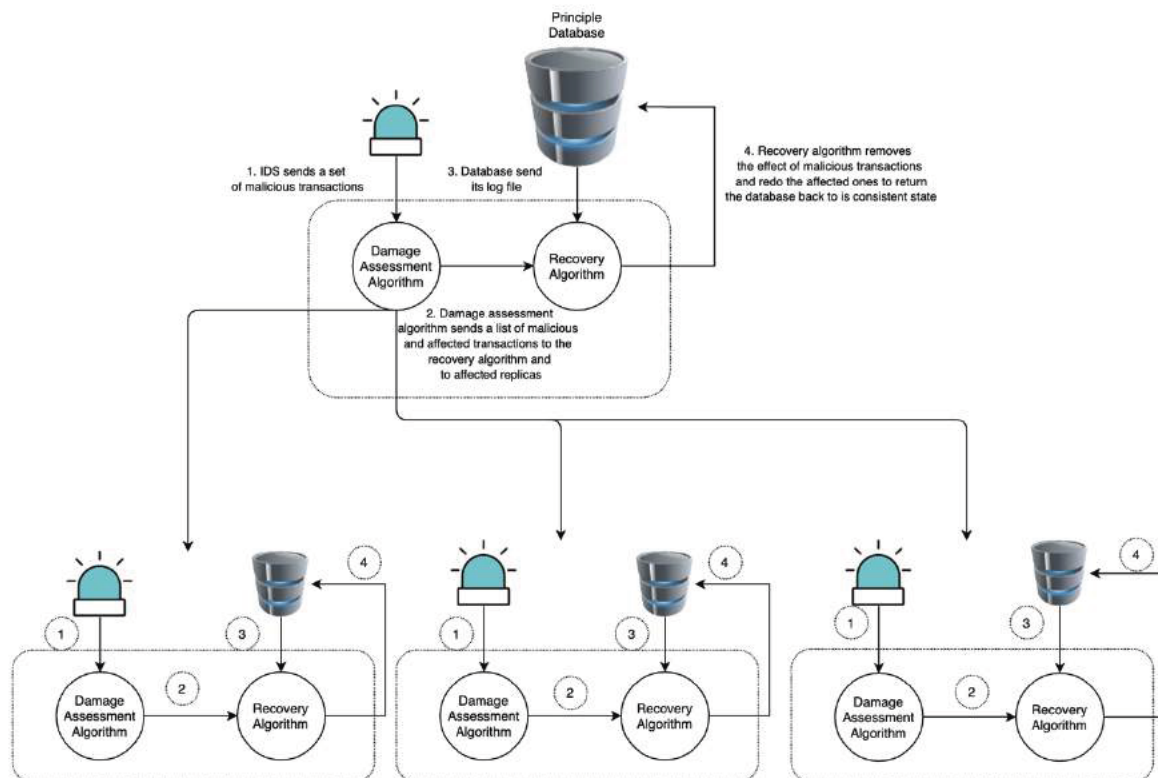 Principle
Database
1. IDS sends a set
of malicious transactions
3. Database send
its log file
4. Recovery algorithm removes
the effect of malicious transactions
and redo the affected ones to return
the database back to is consistent state
Damage
Assessment
Algorithm
Recovery
Algorithm
2. Damage assessment
algorithm sends a list of malicious
and affected transactions to the
recovery algorithm and
to affected replicas
4
1
3
Damage
Assessment
Algorithm
2
Recovery
Algorithm
4
1
3
Damage
Assessment
Algorithm
2
Recovery
Algorithm
4
1
3
Damage
Assessment
Algorithm
2
Recovery
Algorithm